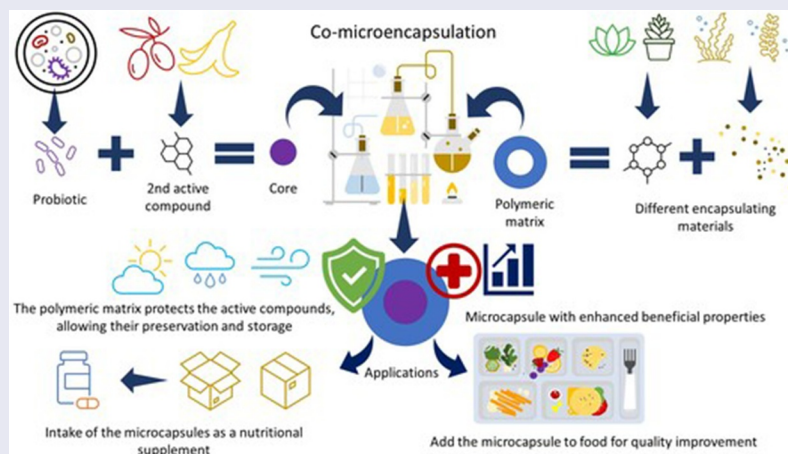 Co-microencapsulation
Probiotic
2nd active
compound
Core
Polymeric
matrix
Different encapsulating
materials
The polymeric matrix protects the active compounds,
allowing their preservation and storage
Microcapsule with enhanced beneficial properties
Applications
Intake of the microcapsules as a nutritional
supplement
Add the microcapsule to food for quality improvement